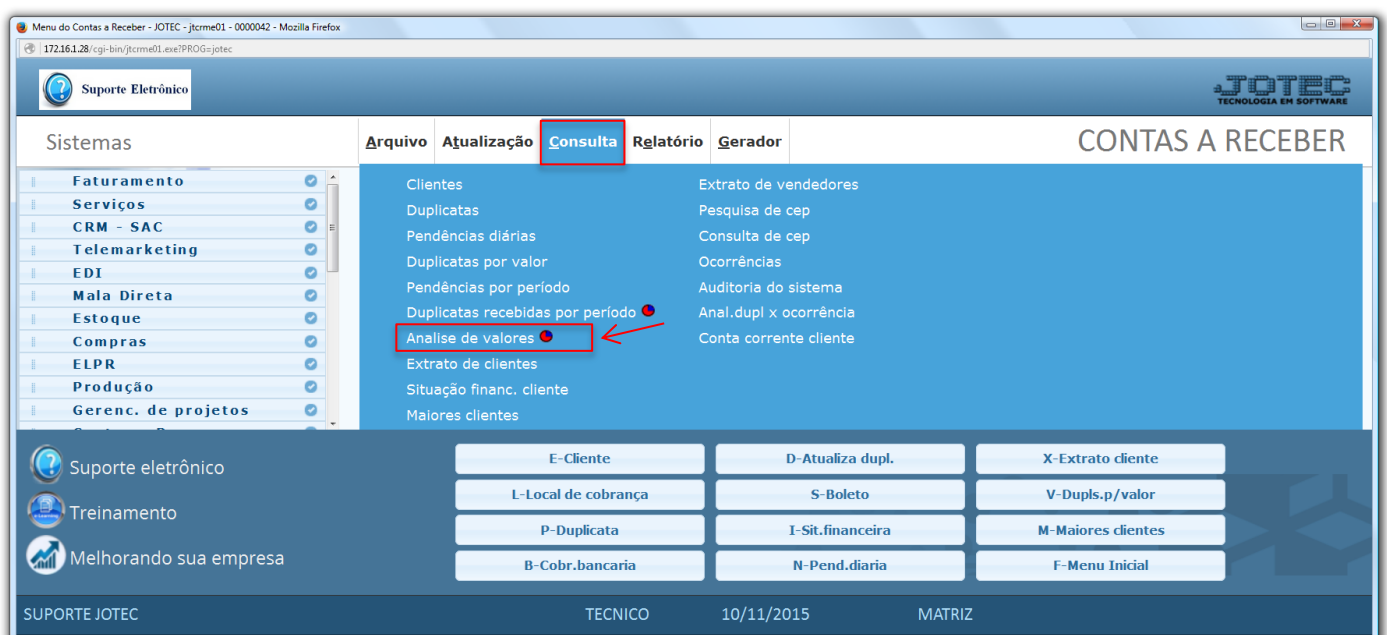 Menu do Contas a Receber - JOTEC - jtcrme01 - 0000042 - Mozilla Firefox
172.16.1.28/cgi-bin/jtcrme01.exe?PROG=jotec
Suporte Eletrônico
JOTEC
TECNOLOGIA EM SOFTWARE
Sistemas
Arquivo Atualização Consulta Relatório Gerador
CONTAS A RECEBER
Faturamento
Serviços
CRM - SAC
Telemarketing
EDI
Mala Direta
Estoque
Compras
ELPR
Produção
Gerenc. de projetos
Clientes
Duplicatas
Pendências diárias
Duplicatas por valor
Pendências por período
Duplicatas recebidas por período
Analise de valores
Extrato de clientes
Situação financ. cliente
Maiores clientes
Extrato de vendedores
Pesquisa de cep
Consulta de cep
Ocorrências
Auditoria do sistema
Anal.dupl x ocorrência
Conta corrente cliente
Suporte eletrônico
Treinamento
Melhorando sua empresa
E-Cliente D-Atualiza dupl. X-Extrato cliente
L-Local de cobrança S-Boleto V-Dupls.p/valor
P-Duplicata I-Sit.financeira M-Maiores clientes
B-Cobr.bancaria N-Pend.diaria F-Menu Inicial
SUPORTE JOTEC TECNICO 10/11/2015 MATRIZ